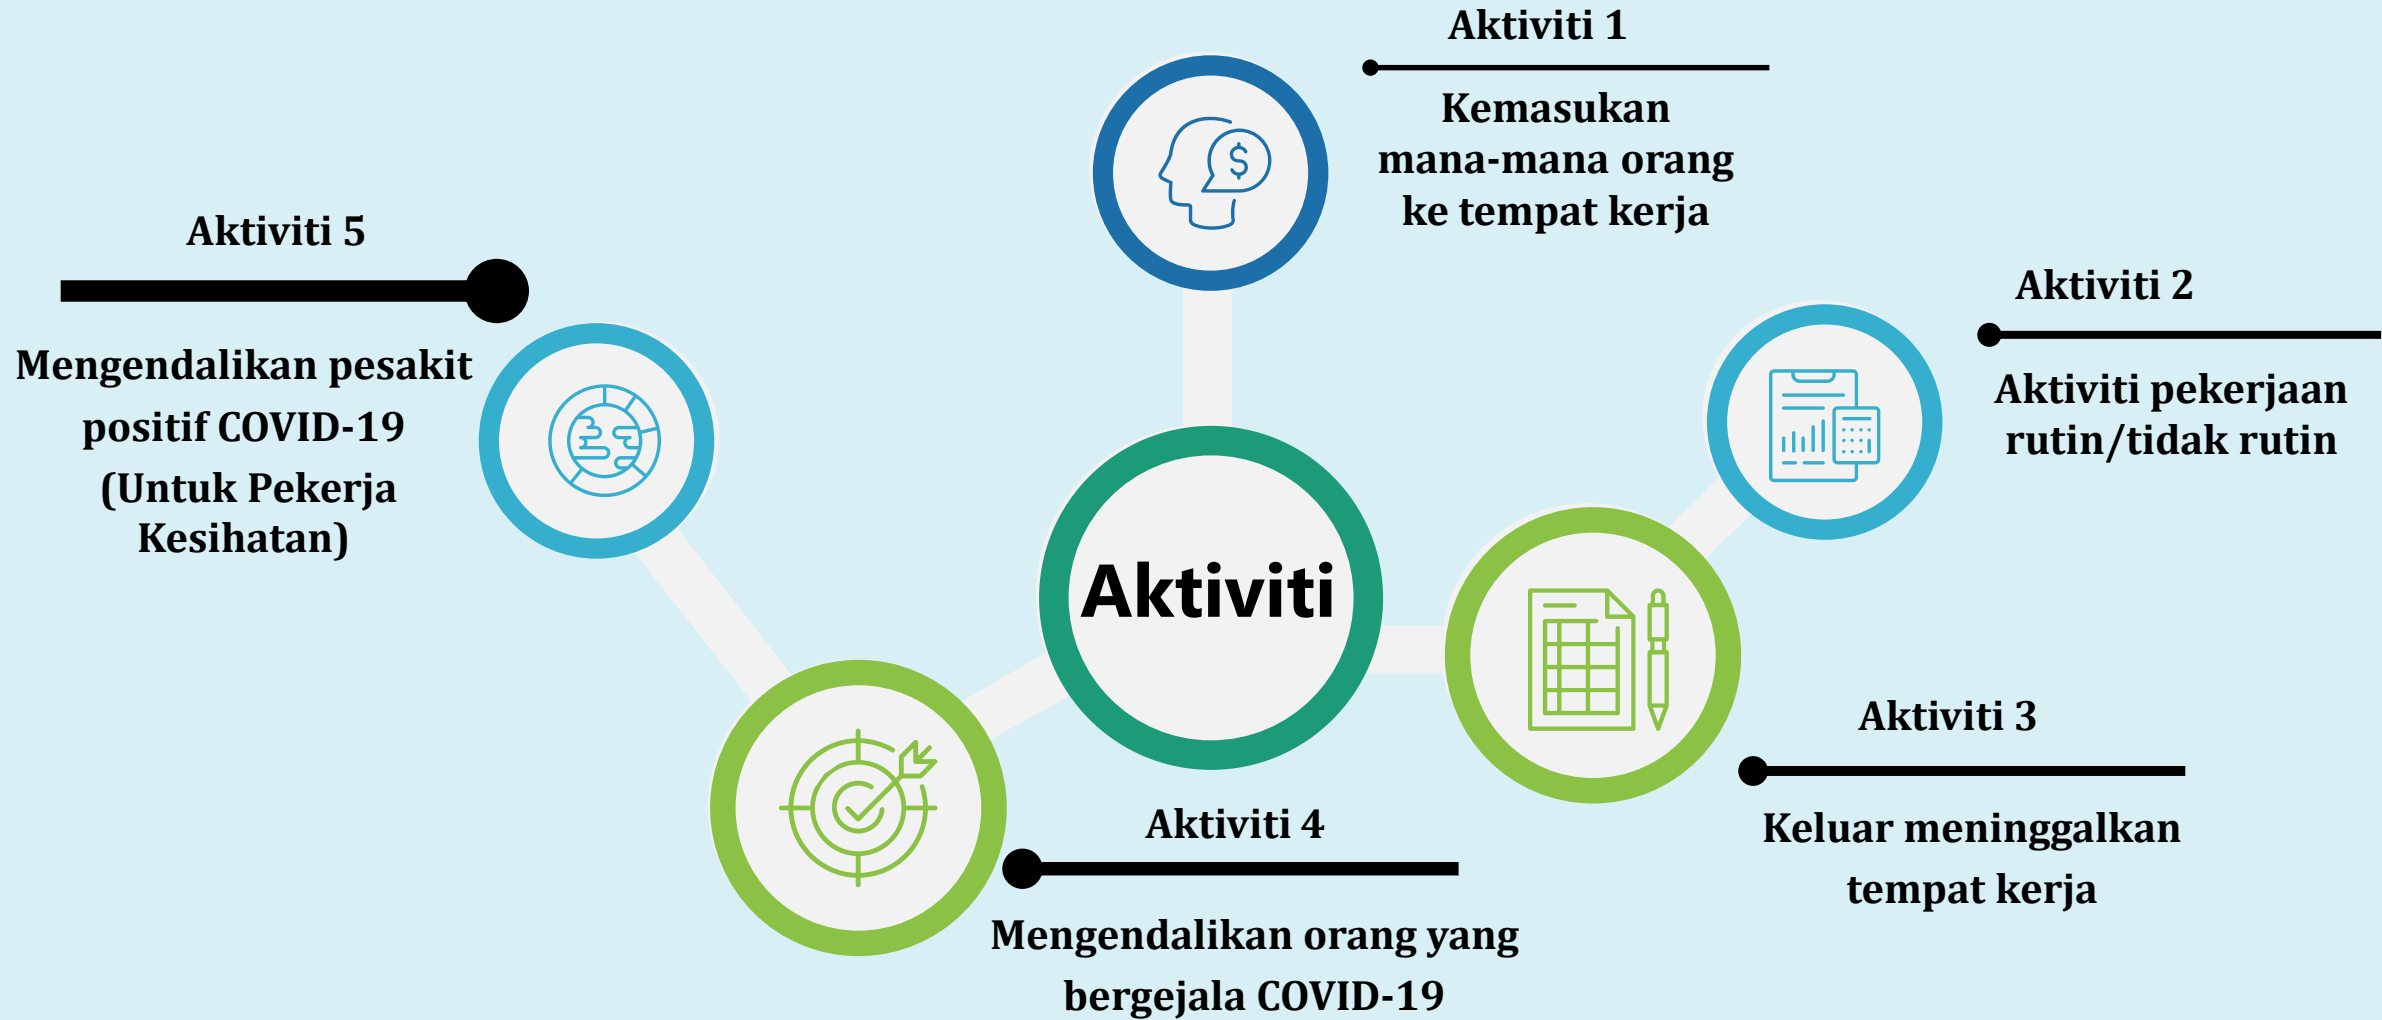 Aktiviti
Aktiviti 1
Kemasukan
mana-mana orang
ke tempat kerja
Aktiviti 2
Aktiviti pekerjaan
rutin/tidak rutin
Aktiviti 3
Keluar meninggalkan
tempat kerja
Aktiviti 4
Mengendalikan orang yang
bergejala COVID-19
Aktiviti 5
Mengendalikan pesakit
positif COVID-19
(Untuk Pekerja
Kesihatan)
$